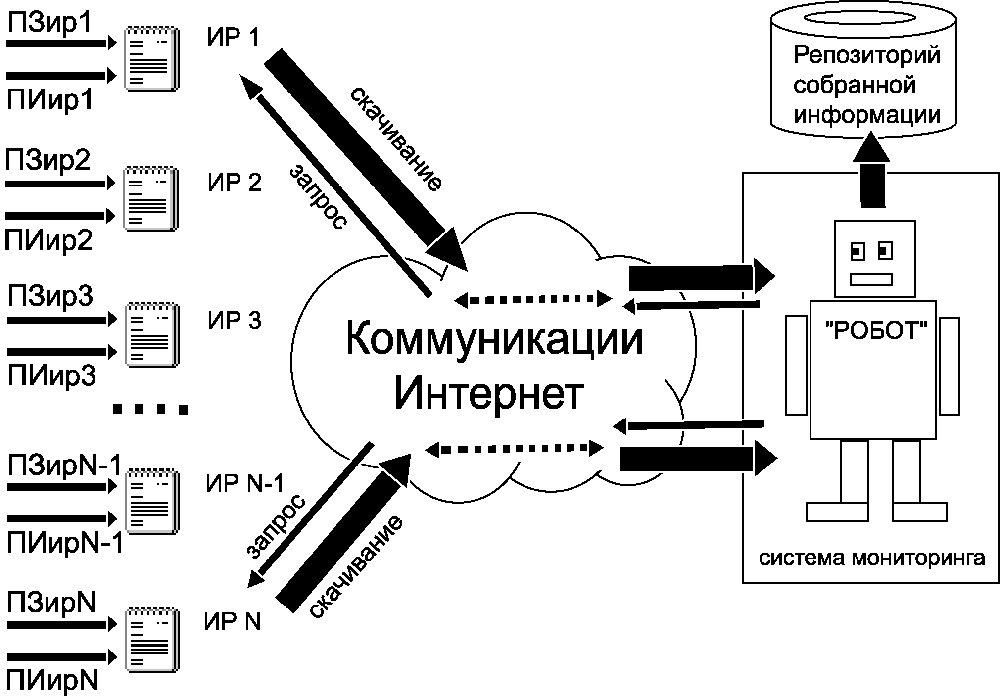 ПЗир1
ПИир1
ИР 1
ПЗир2
ПИир2
ИР 2
ПЗир3
ПИир3
ИР 3
ПЗирN-1
ПИирN-1
ИР N-1
ПЗирN
ПИирN
ИР N
скачивание
запрос
Коммуникации
Интернет
запрос
скачивание
Репозиторий
собранной
информации
"РОБОТ"
система мониторинга